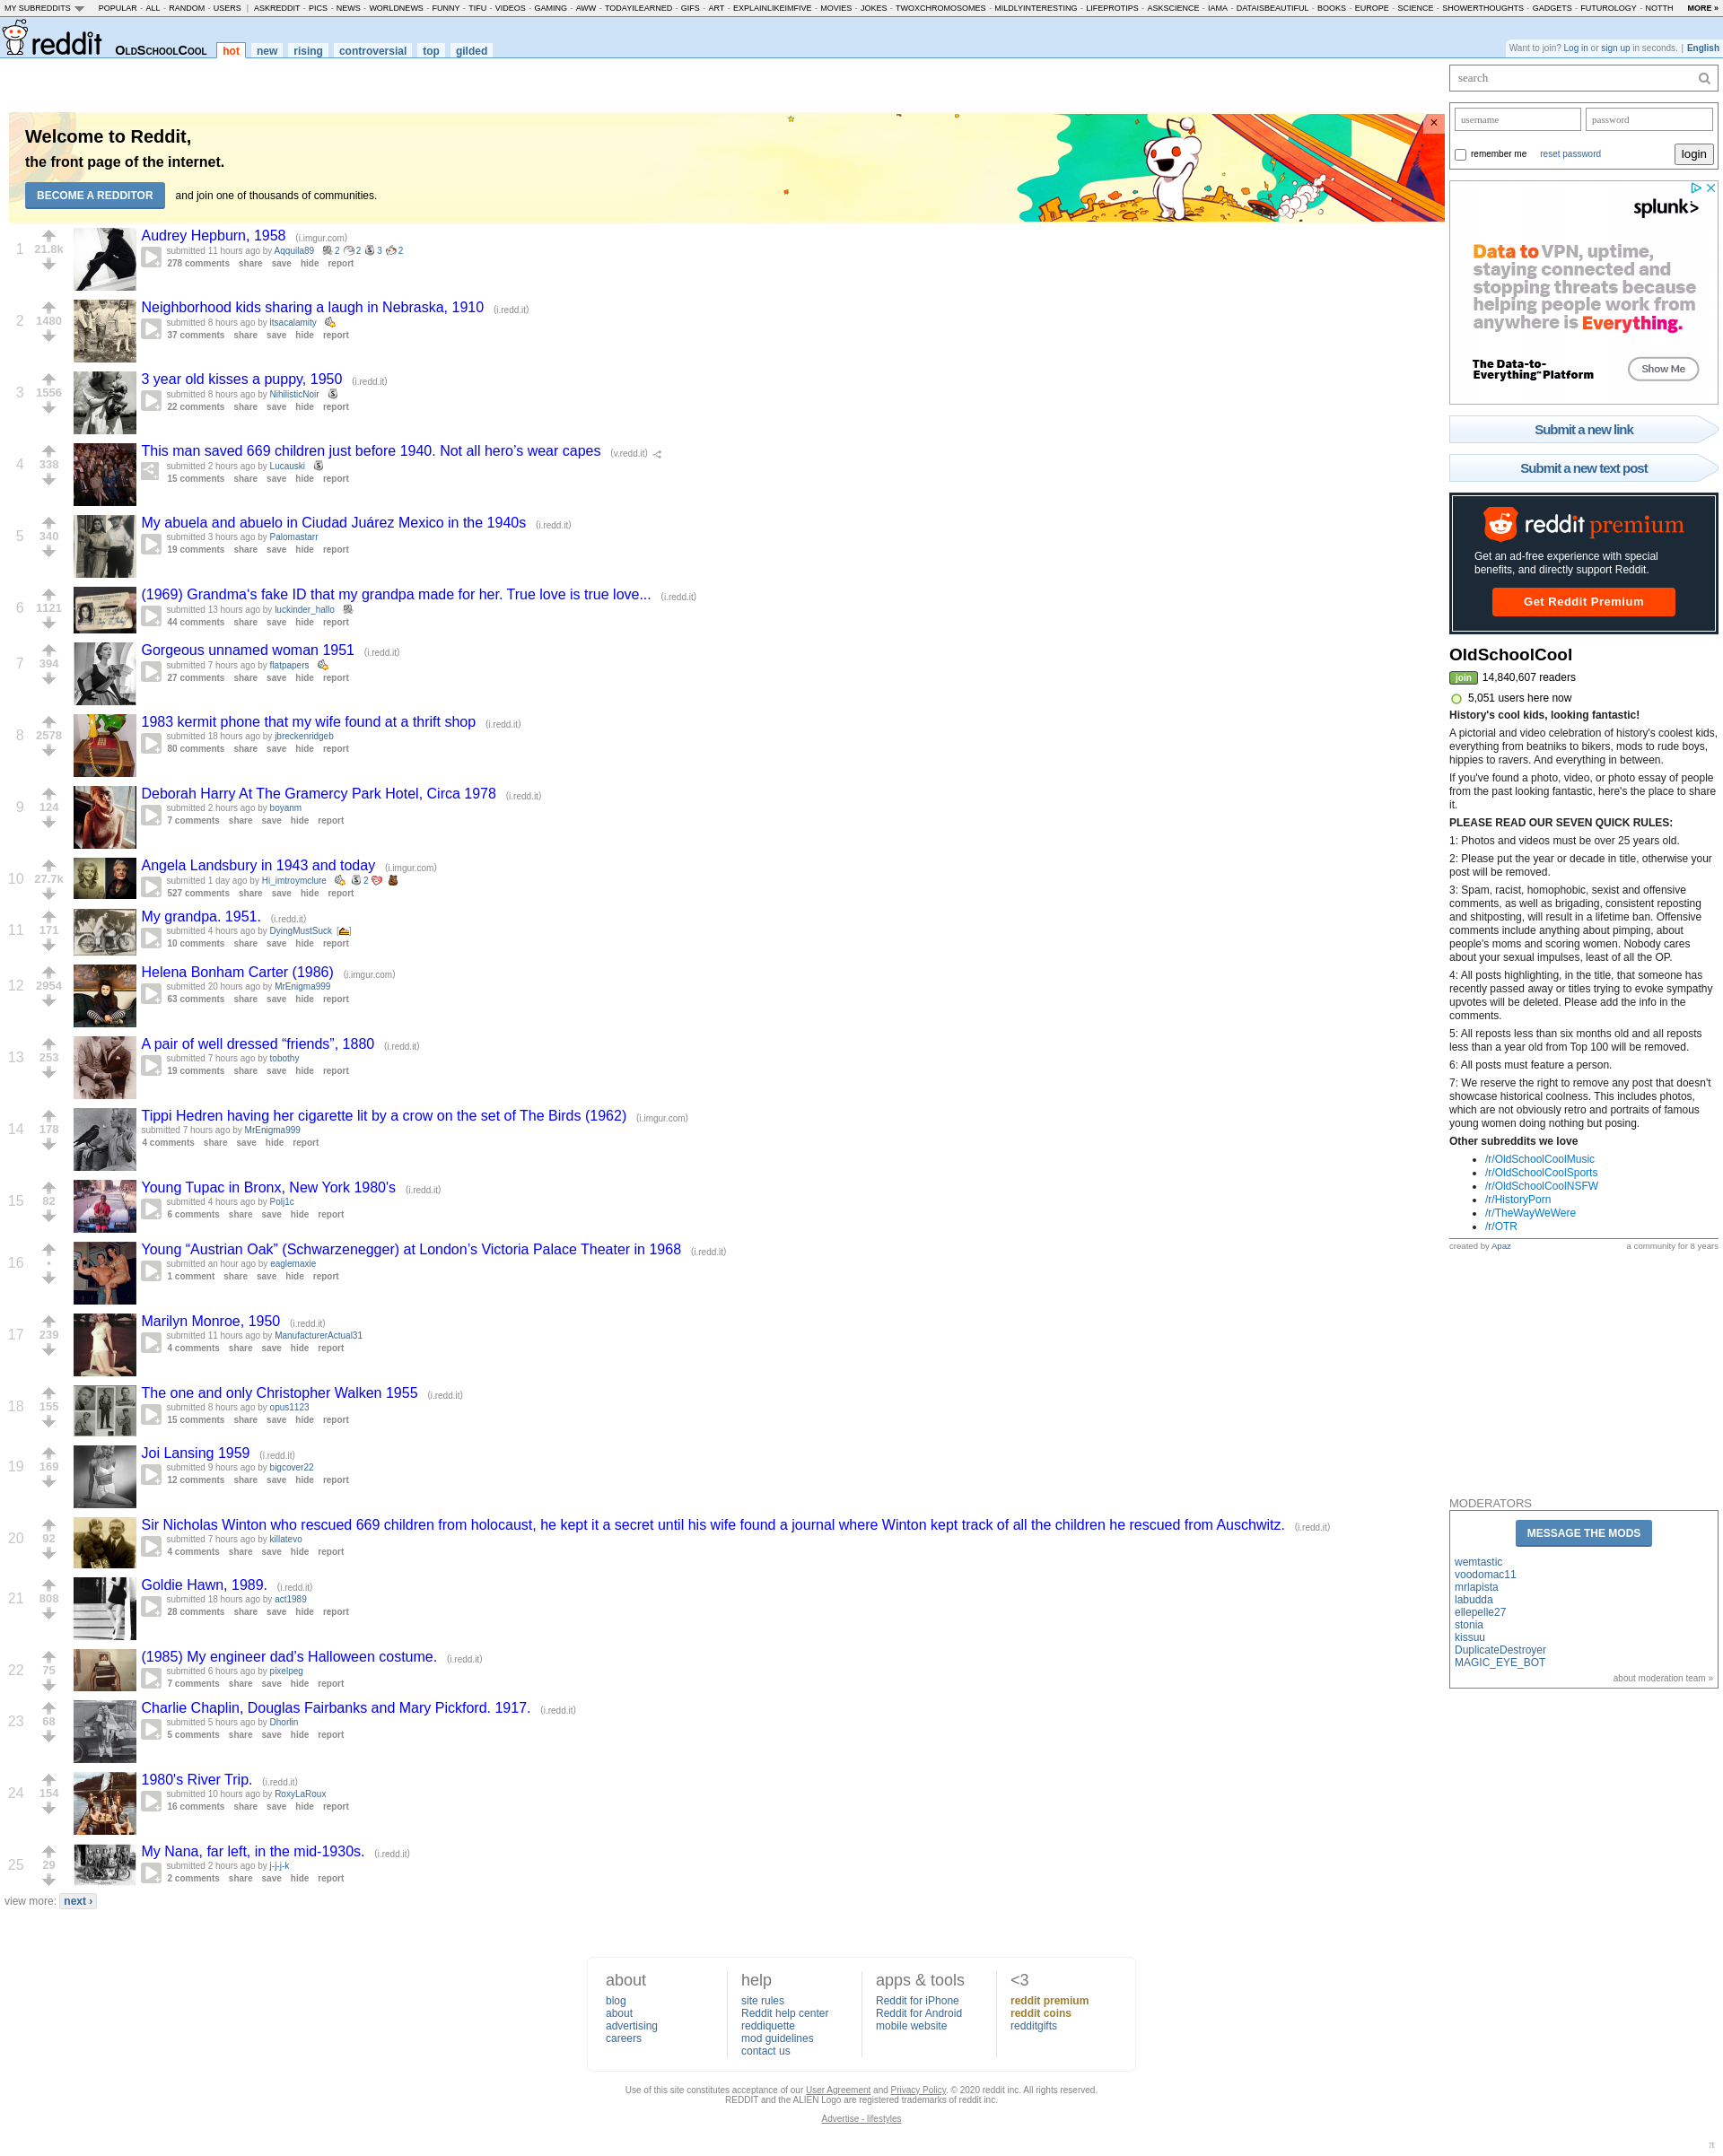 MY SUBREDDITS POPULAR - ALL - RANDOM - USERS | ASKREDDIT - PICS - NEWS - WORLDNEWS - FUNNY - TIFU - VIDEOS - GAMING - AWW - TODAYILEARNED - GIFS - ART - EXPLAINLIKEIMFIVE - MOVIES - JOKES - TWOXCHROMOSOMES - MILDLYINTERESTING - LIFEPROTIPS - ASKSCIENCE - IAMA - DATAISBEAUTIFUL - BOOKS - EUROPE - SCIENCE - SHOWERTHOUGHTS - GADGETS - FUTUROLOGY - NOTTH MORE »
reddit OLDSCHOOLCOOL hot new rising controversial top gilded
Want to join? Log in or sign up in seconds. | English
Welcome to Reddit,
the front page of the internet.
BECOME A REDDITOR and join one of thousands of communities.
×
1 21.8k Audrey Hepburn, 1958 (i.imgur.com)
submitted 11 hours ago by Aqquila89 2 2 3 2
278 comments share save hide report
2 1480 Neighborhood kids sharing a laugh in Nebraska, 1910 (i.redd.it)
submitted 8 hours ago by itsacalamity
37 comments share save hide report
3 1556 3 year old kisses a puppy, 1950 (i.redd.it)
submitted 8 hours ago by NihilisticNoir
22 comments share save hide report
4 338 This man saved 669 children just before 1940. Not all hero’s wear capes (v.redd.it)
submitted 2 hours ago by Lucauski
15 comments share save hide report
5 340 My abuela and abuelo in Ciudad Juárez Mexico in the 1940s (i.redd.it)
submitted 3 hours ago by Palomastarr
19 comments share save hide report
6 1121 (1969) Grandma‘s fake ID that my grandpa made for her. True love is true love... (i.redd.it)
submitted 13 hours ago by luckinder_hallo
44 comments share save hide report
7 394 Gorgeous unnamed woman 1951 (i.redd.it)
submitted 7 hours ago by flatpapers
27 comments share save hide report
8 2578 1983 kermit phone that my wife found at a thrift shop (i.redd.it)
submitted 18 hours ago by jbreckenridgeb
80 comments share save hide report
9 124 Deborah Harry At The Gramercy Park Hotel, Circa 1978 (i.redd.it)
submitted 2 hours ago by boyanm
7 comments share save hide report
10 27.7k Angela Landsbury in 1943 and today (i.imgur.com)
submitted 1 day ago by Hi_imtroymclure 2
527 comments share save hide report
11 171 My grandpa. 1951. (i.redd.it)
submitted 4 hours ago by DyingMustSuck
10 comments share save hide report
12 2954 Helena Bonham Carter (1986) (i.imgur.com)
submitted 20 hours ago by MrEnigma999
63 comments share save hide report
13 253 A pair of well dressed “friends”, 1880 (i.redd.it)
submitted 7 hours ago by tobothy
19 comments share save hide report
14 178 Tippi Hedren having her cigarette lit by a crow on the set of The Birds (1962) (i.imgur.com)
submitted 7 hours ago by MrEnigma999
4 comments share save hide report
15 82 Young Tupac in Bronx, New York 1980's (i.redd.it)
submitted 4 hours ago by Polj1c
6 comments share save hide report
16 • Young “Austrian Oak” (Schwarzenegger) at London’s Victoria Palace Theater in 1968 (i.redd.it)
submitted an hour ago by eaglemaxie
1 comment share save hide report
17 239 Marilyn Monroe, 1950 (i.redd.it)
submitted 11 hours ago by ManufacturerActual31
4 comments share save hide report
18 155 The one and only Christopher Walken 1955 (i.redd.it)
submitted 8 hours ago by opus1123
15 comments share save hide report
19 169 Joi Lansing 1959 (i.redd.it)
submitted 9 hours ago by bigcover22
12 comments share save hide report
20 92 Sir Nicholas Winton who rescued 669 children from holocaust, he kept it a secret until his wife found a journal where Winton kept track of all the children he rescued from Auschwitz. (i.redd.it)
submitted 7 hours ago by killatevo
4 comments share save hide report
21 808 Goldie Hawn, 1989. (i.redd.it)
submitted 18 hours ago by act1989
28 comments share save hide report
22 75 (1985) My engineer dad’s Halloween costume. (i.redd.it)
submitted 6 hours ago by pixelpeg
7 comments share save hide report
23 68 Charlie Chaplin, Douglas Fairbanks and Mary Pickford. 1917. (i.redd.it)
submitted 5 hours ago by Dhorlin
5 comments share save hide report
24 154 1980's River Trip. (i.redd.it)
submitted 10 hours ago by RoxyLaRoux
16 comments share save hide report
25 29 My Nana, far left, in the mid-1930s. (i.redd.it)
submitted 2 hours ago by j-j-j-k
2 comments share save hide report
view more: next ›
search
username password
remember me reset password login
splunk>
Data to VPN, uptime,
staying connected and
stopping threats because
helping people work from
anywhere is Everything.
The Data-to-
Everything™ Platform
Show Me
Submit a new link
Submit a new text post
reddit premium
Get an ad-free experience with special
benefits, and directly support Reddit.
Get Reddit Premium
OldSchoolCool
join 14,840,607 readers
5,051 users here now
History's cool kids, looking fantastic!
A pictorial and video celebration of history's coolest kids,
everything from beatniks to bikers, mods to rude boys,
hippies to ravers. And everything in between.
If you've found a photo, video, or photo essay of people
from the past looking fantastic, here's the place to share
it.
PLEASE READ OUR SEVEN QUICK RULES:
1: Photos and videos must be over 25 years old.
2: Please put the year or decade in title, otherwise your
post will be removed.
3: Spam, racist, homophobic, sexist and offensive
comments, as well as brigading, consistent reposting
and shitposting, will result in a lifetime ban. Offensive
comments include anything about pimping, about
people's moms and scoring women. Nobody cares
about your sexual impulses, least of all the OP.
4: All posts highlighting, in the title, that someone has
recently passed away or titles trying to evoke sympathy
upvotes will be deleted. Please add the info in the
comments.
5: All reposts less than six months old and all reposts
less than a year old from Top 100 will be removed.
6: All posts must feature a person.
7: We reserve the right to remove any post that doesn't
showcase historical coolness. This includes photos,
which are not obviously retro and portraits of famous
young women doing nothing but posing.
Other subreddits we love
/r/OldSchoolCoolMusic
/r/OldSchoolCoolSports
/r/OldSchoolCoolNSFW
/r/HistoryPorn
/r/TheWayWeWere
/r/OTR
created by Apaz a community for 8 years
MODERATORS
MESSAGE THE MODS
wemtastic
voodomac11
mrlapista
labudda
ellepelle27
stonia
kissuu
DuplicateDestroyer
MAGIC_EYE_BOT
about moderation team »
about
blog
about
advertising
careers
help
site rules
Reddit help center
reddiquette
mod guidelines
contact us
apps & tools
Reddit for iPhone
Reddit for Android
mobile website
<3
reddit premium
reddit coins
redditgifts
Use of this site constitutes acceptance of our User Agreement and Privacy Policy. © 2020 reddit inc. All rights reserved.
REDDIT and the ALIEN Logo are registered trademarks of reddit inc.
Advertise - lifestyles
π